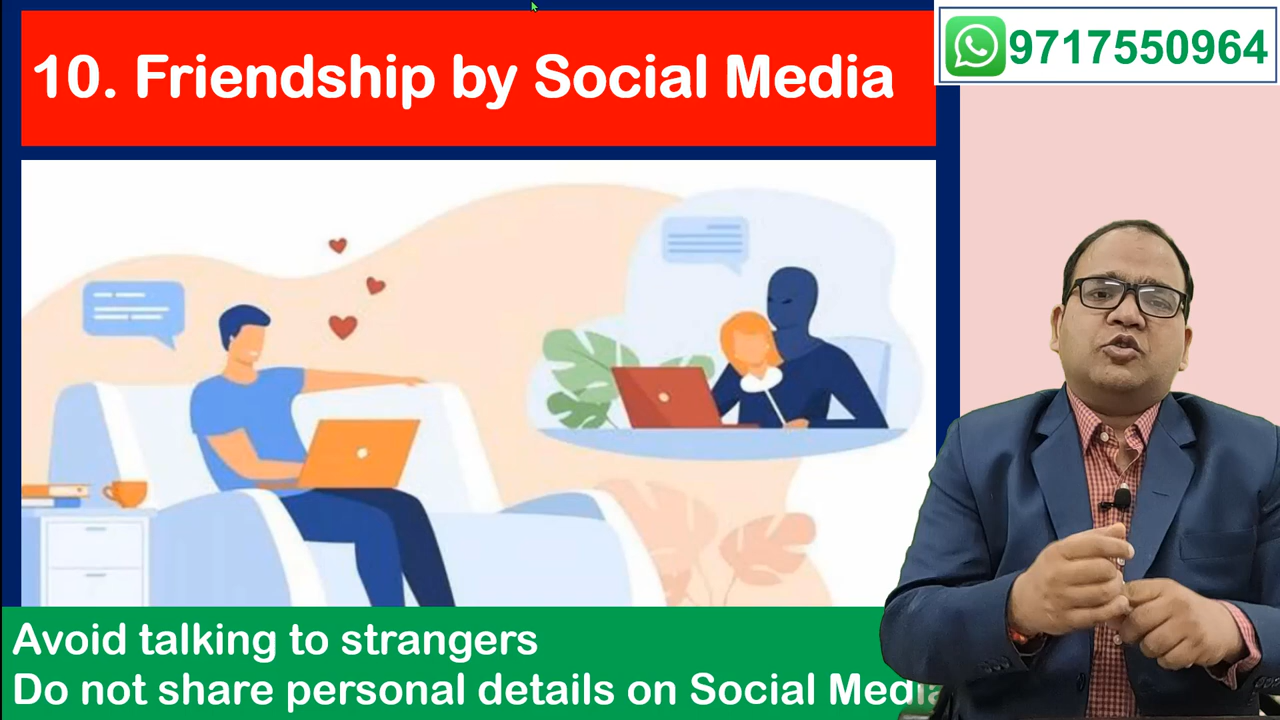 10. Friendship by Social Media
9717550964
Avoid talking to strangers
Do not share personal details on Social Media